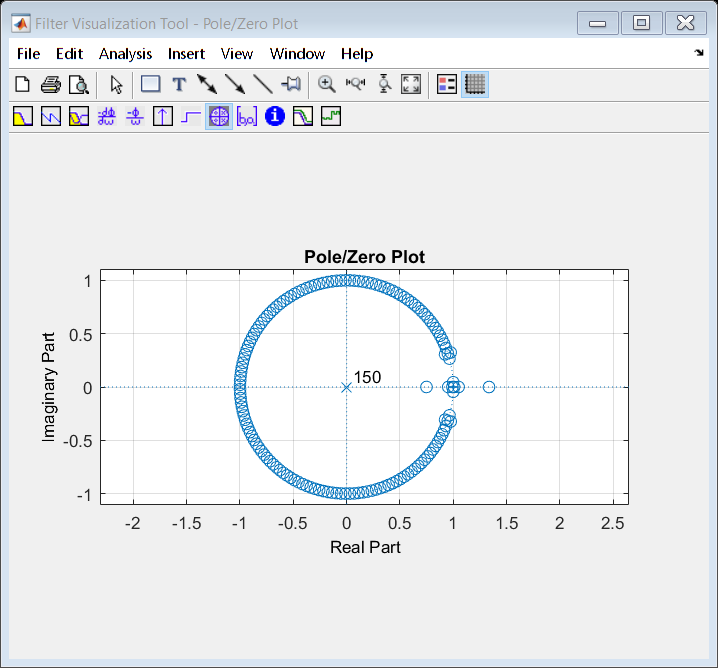 Filter Visualization Tool - Pole/Zero Plot
File Edit Analysis Insert View Window Help
Pole/Zero Plot
1
0.5
0
-0.5
-1
Imaginary Part
150
-2 -1.5 -1 -0.5 0 0.5 1 1.5 2 2.5
Real Part